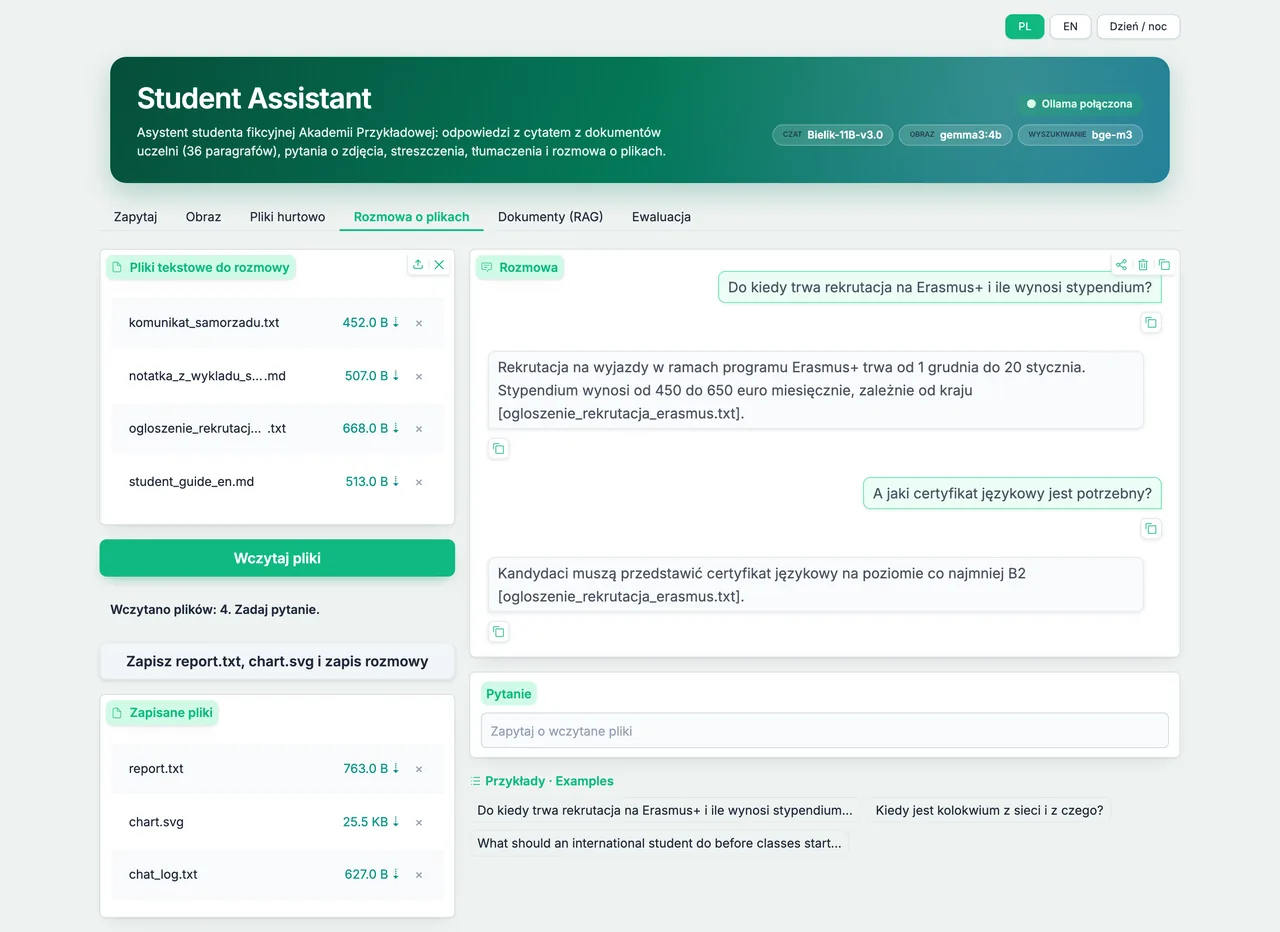 PL
EN
Dzień / noc
Student Assistant
Asystent studenta fikcyjnej Akademii Przykładowej: odpowiedzi z cytatem z dokumentów
uczelni (36 paragrafów), pytania o zdjęcia, streszczenia, tłumaczenia i rozmowa o plikach.
Ollama połączona
CZAT Bielik-11B-v3.0
OBRAZ gemma3:4b
WYSZUKIWANIE bge-m3
Zapytaj
Obraz
Pliki hurtowo
Rozmowa o plikach
Dokumenty (RAG)
Ewaluacja
Pliki tekstowe do rozmowy
komunikat_samorzadu.txt 452.0 B ⇣ ×
notatka_z_wykladu_s... .md 507.0 B ⇣ ×
ogloszenie_rekrutacj... .txt 668.0 B ⇣ ×
student_guide_en.md 513.0 B ⇣ ×
Wczytaj pliki
Wczytano plików: 4. Zadaj pytanie.
Zapisz report.txt, chart.svg i zapis rozmowy
Zapisane pliki
report.txt 763.0 B ⇣ ×
chart.svg 25.5 KB ⇣ ×
chat_log.txt 627.0 B ⇣ ×
Rozmowa
Do kiedy trwa rekrutacja na Erasmus+ i ile wynosi stypendium?
Rekrutacja na wyjazdy w ramach programu Erasmus+ trwa od 1 grudnia do 20 stycznia.
Stypendium wynosi od 450 do 650 euro miesięcznie, zależnie od kraju
[ogloszenie_rekrutacja_erasmus.txt].
A jaki certyfikat językowy jest potrzebny?
Kandydaci muszą przedstawić certyfikat językowy na poziomie co najmniej B2
[ogloszenie_rekrutacja_erasmus.txt].
Pytanie
Zapytaj o wczytane pliki
Przykłady · Examples
Do kiedy trwa rekrutacja na Erasmus+ i ile wynosi stypendium...
Kiedy jest kolokwium z sieci i z czego?
What should an international student do before classes start...